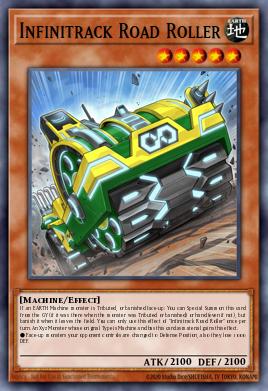 INFINITRACK ROAD ROLLER
EARTH
地
[MACHINE/EFFECT]
If an EARTH Machine monster is Tributed, or banished face-up: You can Special Summon this card
from the GY (if it was there when the monster was Tributed or banished) or hand (even if not), but
banish it when it leaves the field. You can only use this effect of "Infinitrack Road Roller" once per
turn. An Xyz Monster whose original Type is Machine and has this card as material gains this effect.
●Face-up monsters your opponent controls are changed to Defense Position, also they lose 1000
DEF.
ATK/2100 DEF/2100